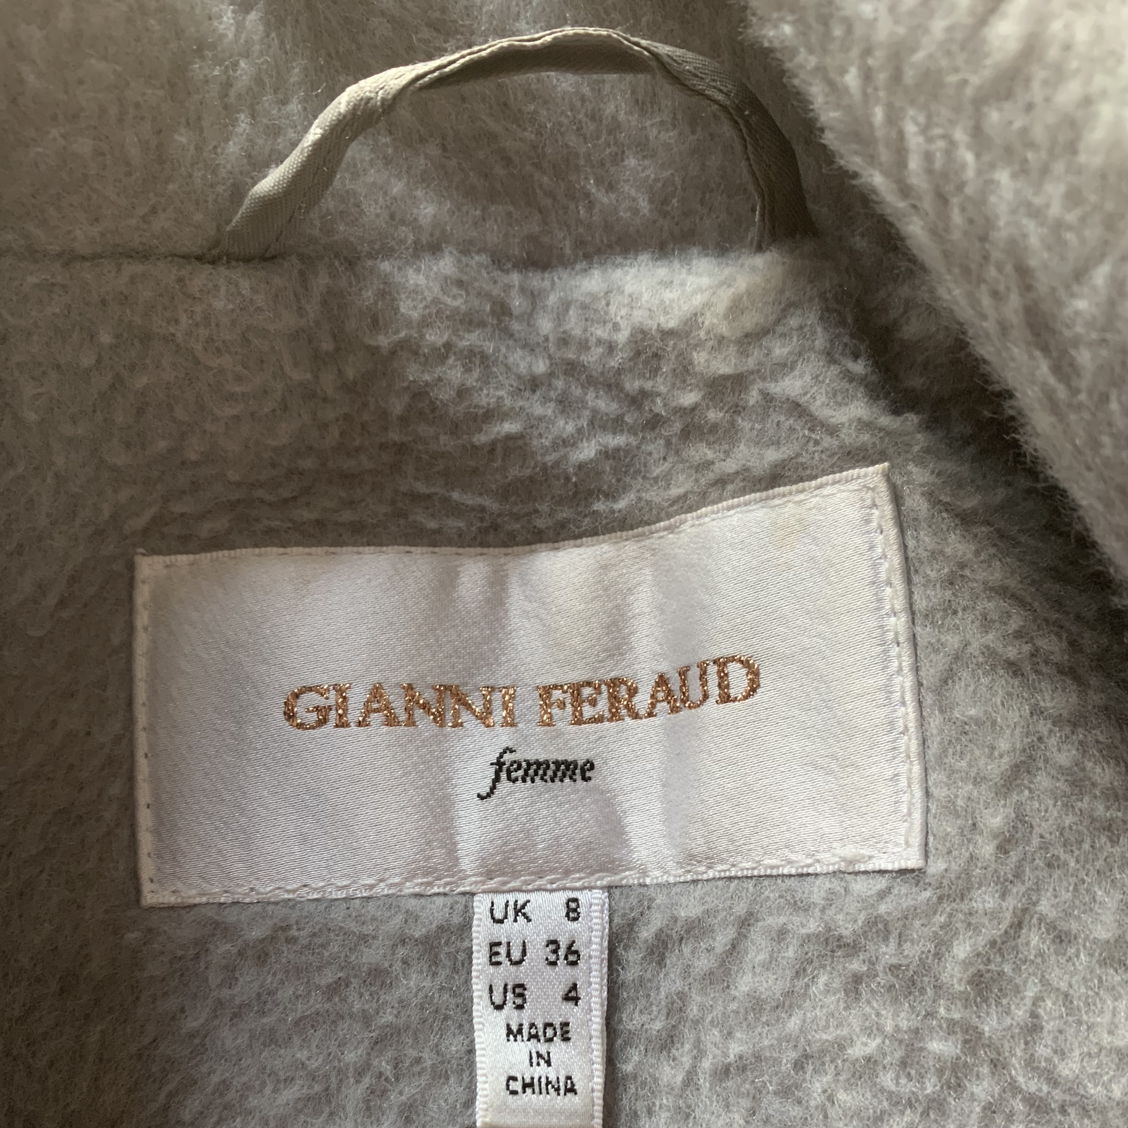 GIANNI FERAUD
femme
UK 8
EU 36
US 4
MADE
IN
CHINA